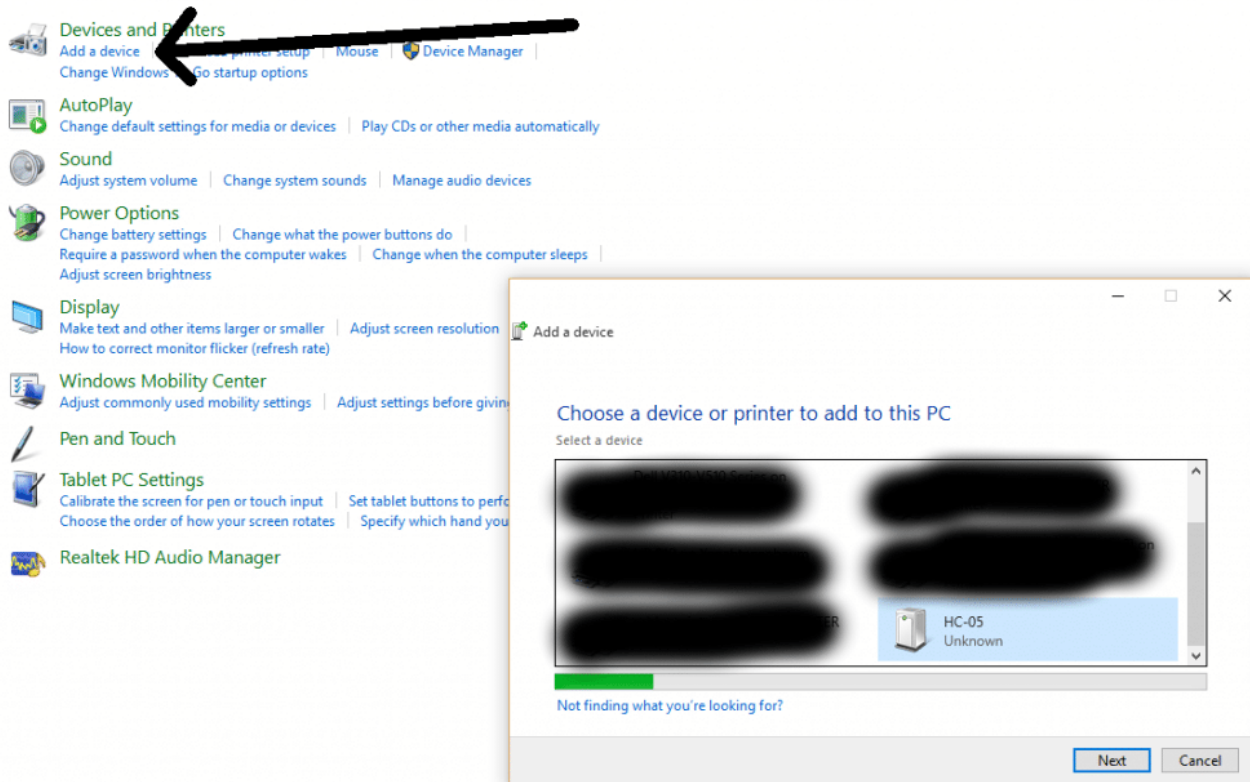 Devices and Printers
Add a device printer setup Mouse Device Manager
Change Windows Go startup options
AutoPlay
Change default settings for media or devices Play CDs or other media automatically
Sound
Adjust system volume Change system sounds Manage audio devices
Power Options
Change battery settings Change what the power buttons do
Require a password when the computer wakes Change when the computer sleeps
Adjust screen brightness
Display
Make text and other items larger or smaller Adjust screen resolution
How to correct monitor flicker (refresh rate)
Windows Mobility Center
Adjust commonly used mobility settings Adjust settings before giving
Pen and Touch
Tablet PC Settings
Calibrate the screen for pen or touch input Set tablet buttons to perfo
Choose the order of how your screen rotates Specify which hand you
Realtek HD Audio Manager
Add a device
Choose a device or printer to add to this PC
Select a device
HC-05
Unknown
Not finding what you're looking for?
Next Cancel